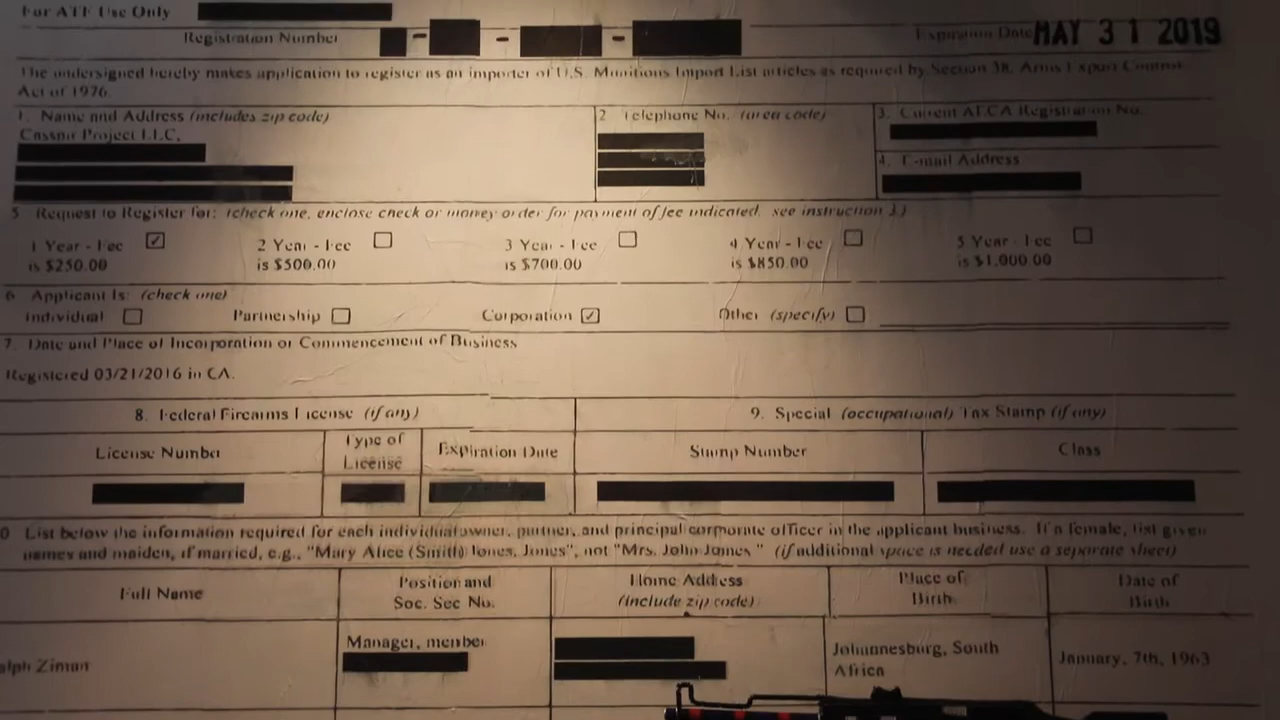 For ATF Use Only
Registration Number - - -
Expiration Date MAY 31 2019
The undersigned hereby makes application to register as an importer of U.S. Munitions Import List articles as required by Section 38, Arms Export Control
Act of 1976.
1. Name and Address (includes zip code)
Casspir Project LLC.
2 Telephone No. (area code)
3. Current AECA Registration No.
4. E-mail Address
5 Request to Register for: (check one, enclose check or money order for payment of fee indicated. see instruction 3.)
1 Year - Fee
is $250.00
2 Year - Fee
is $500.00
3 Year - Fee
is $700.00
4 Year - Fee
is $850.00
5 Year - Fee
is $1,000.00
6 Applicant Is: (check one)
Individual
Partnership
Corporation
Other (specify)
7. Date and Place of Incorporation or Commencement of Business
Registered 03/21/2016 in CA.
8. Federal Firearms License (if any)
9. Special (occupational) Tax Stamp (if any)
License Number
Type of
License
Expiration Date
Stamp Number
Class
0 List below the information required for each individual owner, partner, and principal corporate officer in the applicant business. If a female, list given
names and maiden, if married, e.g., "Mary Alice (Smith) Jones, Jones", not "Mrs. John James " (if additional space is needed use a separate sheet)
Full Name
Position and
Soc. Sec No.
Home Address
(include zip code)
Place of
Birth
Date of
Birth
alph Ziman
Manager, member
Johannesburg, South
Africa
January, 7th, 1963